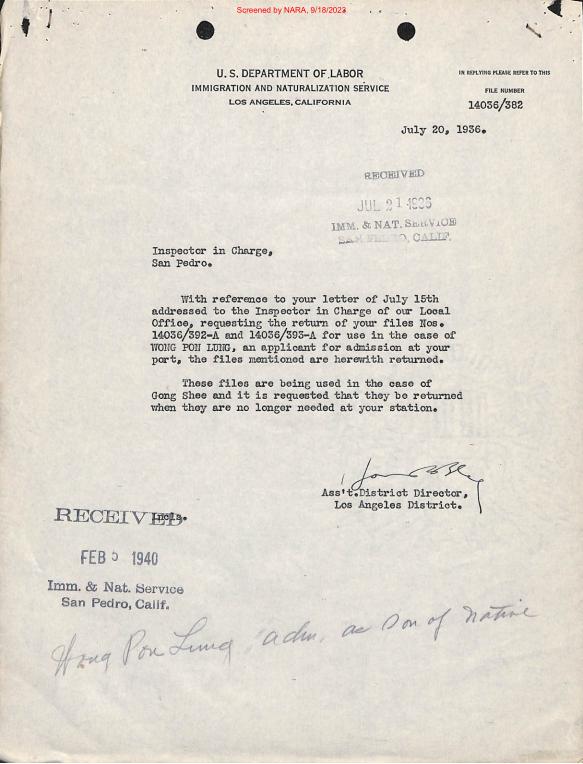 Screened by NARA, 9/18/2023
U.S. DEPARTMENT OF LABOR
IMMIGRATION AND NATURALIZATION SERVICE
LOS ANGELES, CALIFORNIA
IN REPLYING PLEASE REFER TO THIS
FILE NUMBER
14036/382
July 20, 1936.
RECEIVED
JUL 21 1936
IMM. & NAT. SERVICE
SAN PEDRO, CALIF.
Inspector in Charge,
San Pedro.
With reference to your letter of July 15th
addressed to the Inspector in Charge of our Local
Office, requesting the return of your files Nos.
14036/392-A and 14036/393-A for use in the case of
WONG PON LUNG, an applicant for admission at your
port, the files mentioned are herewith returned.
These files are being used in the case of
Gong Shee and it is requested that they be returned
when they are no longer needed at your station.
Ass't.District Director,
Los Angeles District.
RECEIVED
Incls.
FEB 5 1940
Imm. & Nat. Service
San Pedro, Calif.
Wong Pon Lung adm. as son of native